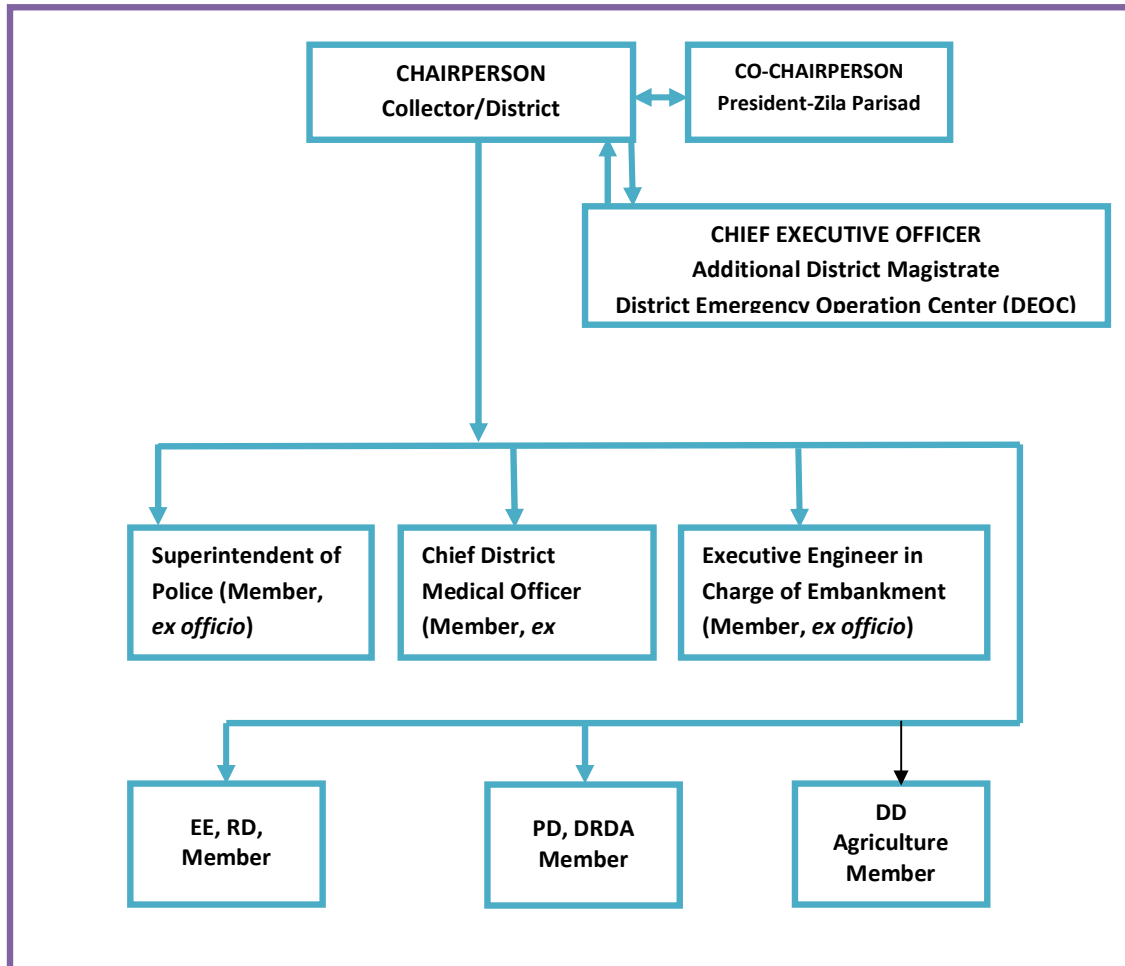 CHAIRPERSON
Collector/District
CO-CHAIRPERSON
President-Zila Parisad
CHIEF EXECUTIVE OFFICER
Additional District Magistrate
District Emergency Operation Center (DEOC)
Superintendent of
Police (Member,
ex officio)
Chief District
Medical Officer
(Member, ex
Executive Engineer in
Charge of Embankment
(Member, ex officio)
EE, RD,
Member
PD, DRDA
Member
DD
Agriculture
Member